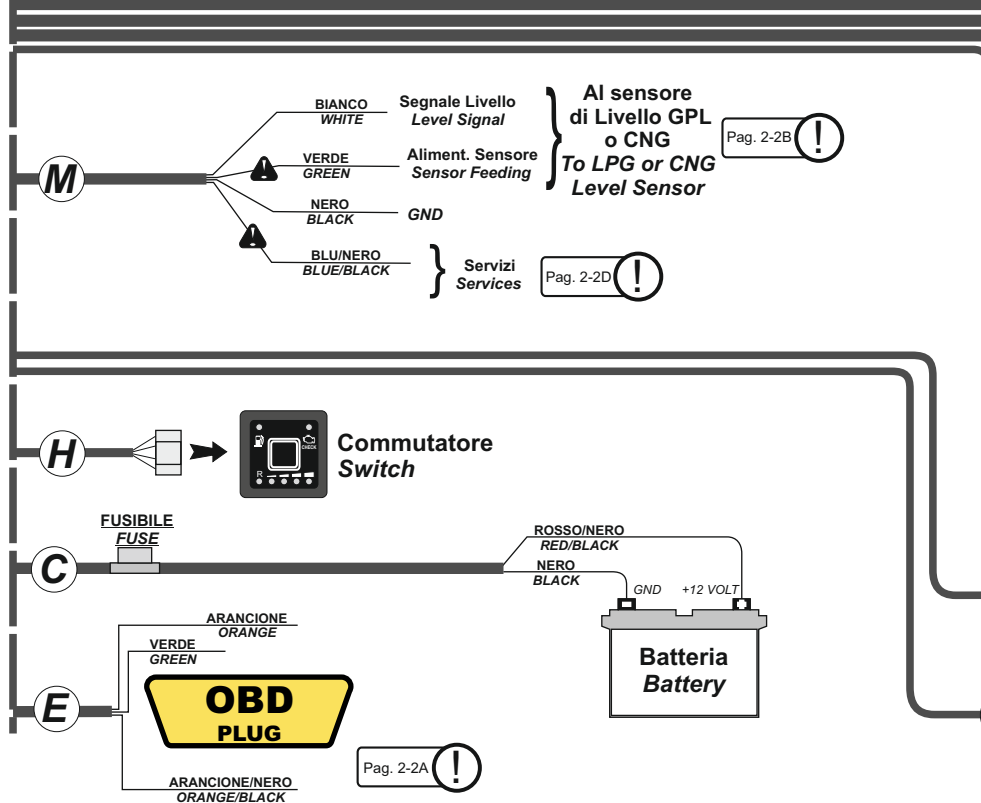 M
BIANCO
WHITE
Segnale Livello
Level Signal
VERDE
GREEN
Aliment. Sensore
Sensor Feeding
Al sensore
di Livello GPL
o CNG
To LPG or CNG
Level Sensor
Pag. 2-2B
!
NERO
BLACK
GND
BLU/NERO
BLUE/BLACK
Servizi
Services
Pag. 2-2D
!
!
!
H
CHECK
R
Commutatore
Switch
C
FUSIBILE
FUSE
ROSSO/NERO
RED/BLACK
NERO
BLACK
GND
+12 VOLT
Batteria
Battery
E
ARANCIONE
ORANGE
VERDE
GREEN
OBD
PLUG
ARANCIONE/NERO
ORANGE/BLACK
Pag. 2-2A
!